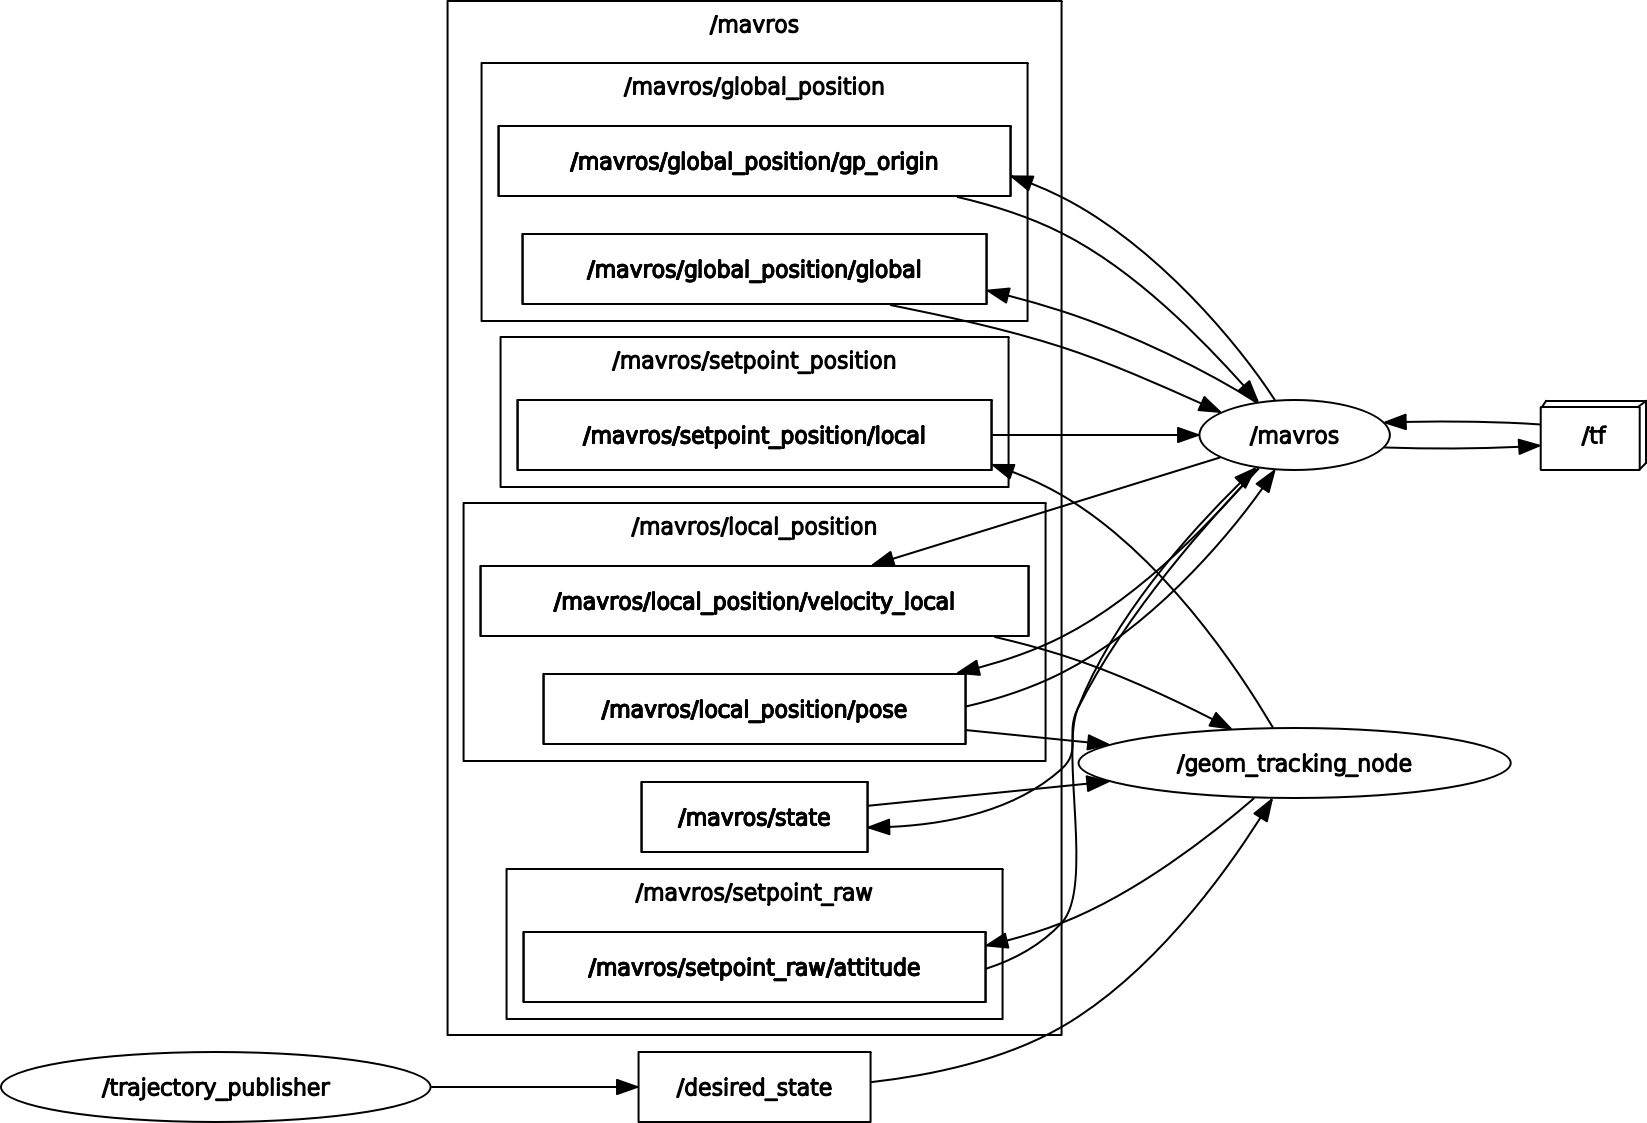 /mavros
/mavros/global_position
/mavros/global_position/gp_origin
/mavros/global_position/global
/mavros/setpoint_position
/mavros/setpoint_position/local
/mavros/local_position
/mavros/local_position/velocity_local
/mavros/local_position/pose
/mavros/state
/mavros/setpoint_raw
/mavros/setpoint_raw/attitude
/mavros
/tf
/geom_tracking_node
/trajectory_publisher
/desired_state